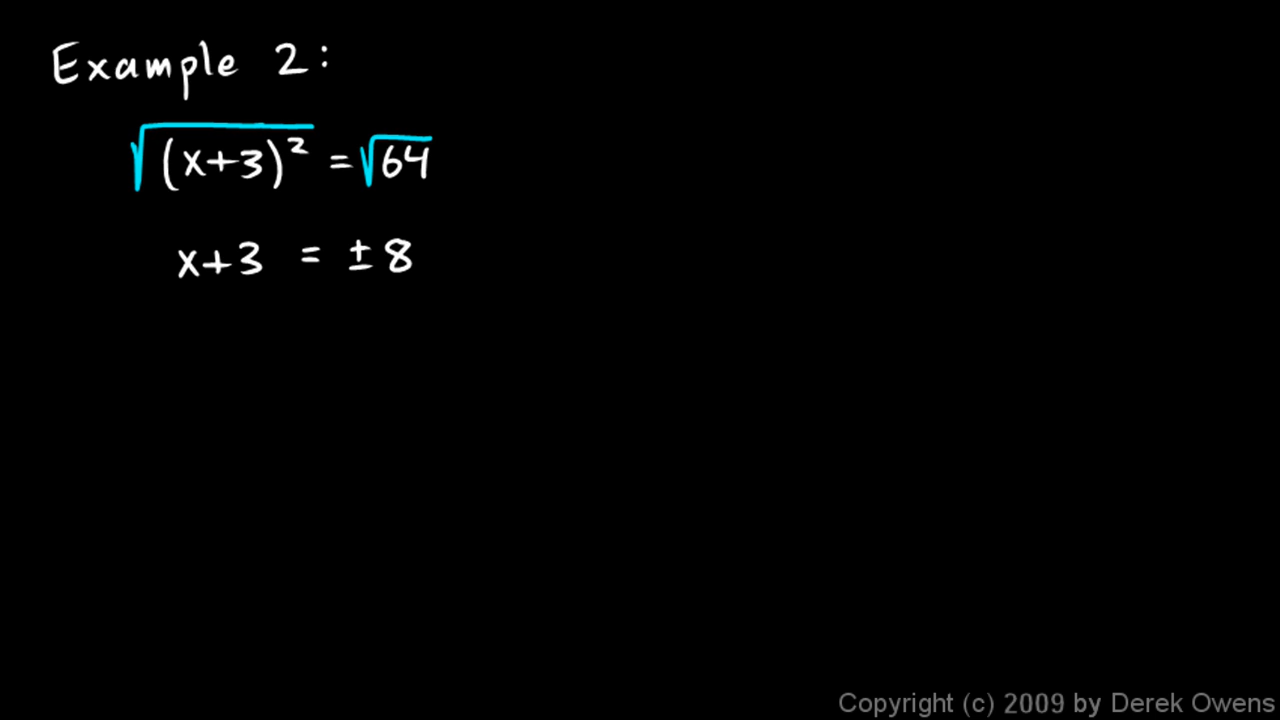 Example 2:
√(x+3)² = √64
x+3 = ±8
Copyright (c) 2009 by Derek Owens